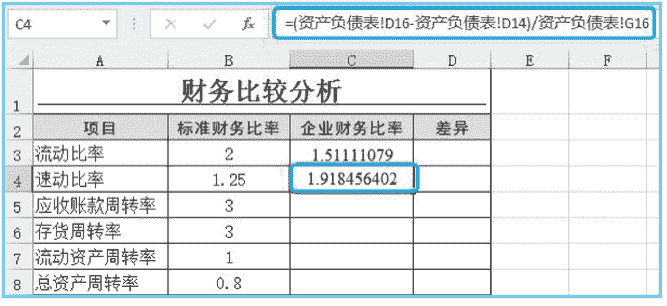 C4 fx =(资产负债表!D16-资产负债表!D14)/资产负债表!G16
A B C D E F
1 财务比较分析
2 项目 标准财务比率 企业财务比率 差异
3 流动比率 2 1.51111079
4 速动比率 1.25 1.918456402
5 应收账款周转率 3
6 存货周转率 3
7 流动资产周转率 1
8 总资产周转率 0.8